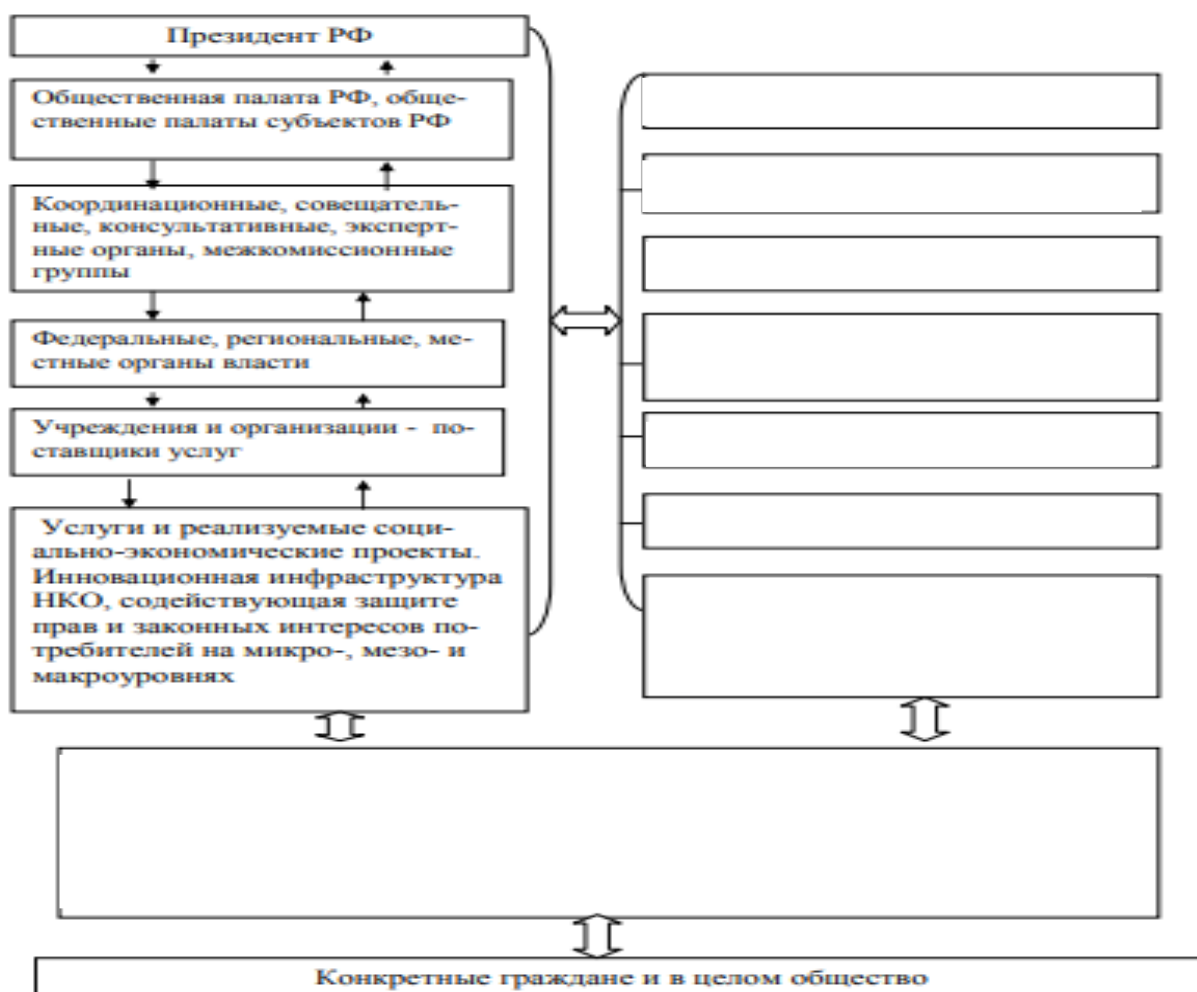 Президент РФ
Общественная палата РФ, обще-
ственные палаты субъектов РФ
Координационные, совещатель-
ные, консультативные, эксперт-
ные органы, межкомиссионные
группы
Федеральные, региональные, ме-
стные органы власти
Учреждения и организации - по-
ставщики услуг
Услуги и реализуемые соци-
ально-экономические проекты.
Инновационная инфраструктура
НКО, содействующая защите
прав и законных интересов по-
требителей на микро-, мезо- и
макроуровнях
Конкретные граждане и в целом общество